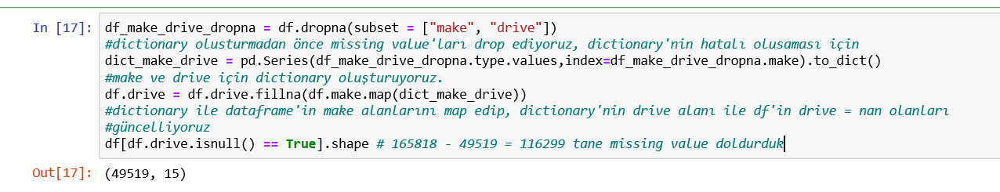 In [17]: df_make_drive_dropna = df.dropna(subset = ["make", "drive"])
#dictionary olusturmadan önce missing value'ları drop ediyoruz, dictionary'nin hatalı olusaması için
dict_make_drive = pd.Series(df_make_drive_dropna.type.values,index=df_make_drive_dropna.make).to_dict()
#make ve drive için dictionary oluşturuyoruz.
df.drive = df.drive.fillna(df.make.map(dict_make_drive))
#dictionary ile dataframe'in make alanlarını map edip, dictionary'nin drive alanı ile df'in drive = nan olanları
#güncelliyoruz
df[df.drive.isnull() == True].shape # 165818 - 49519 = 116299 tane missing value doldurduk
Out[17]: (49519, 15)